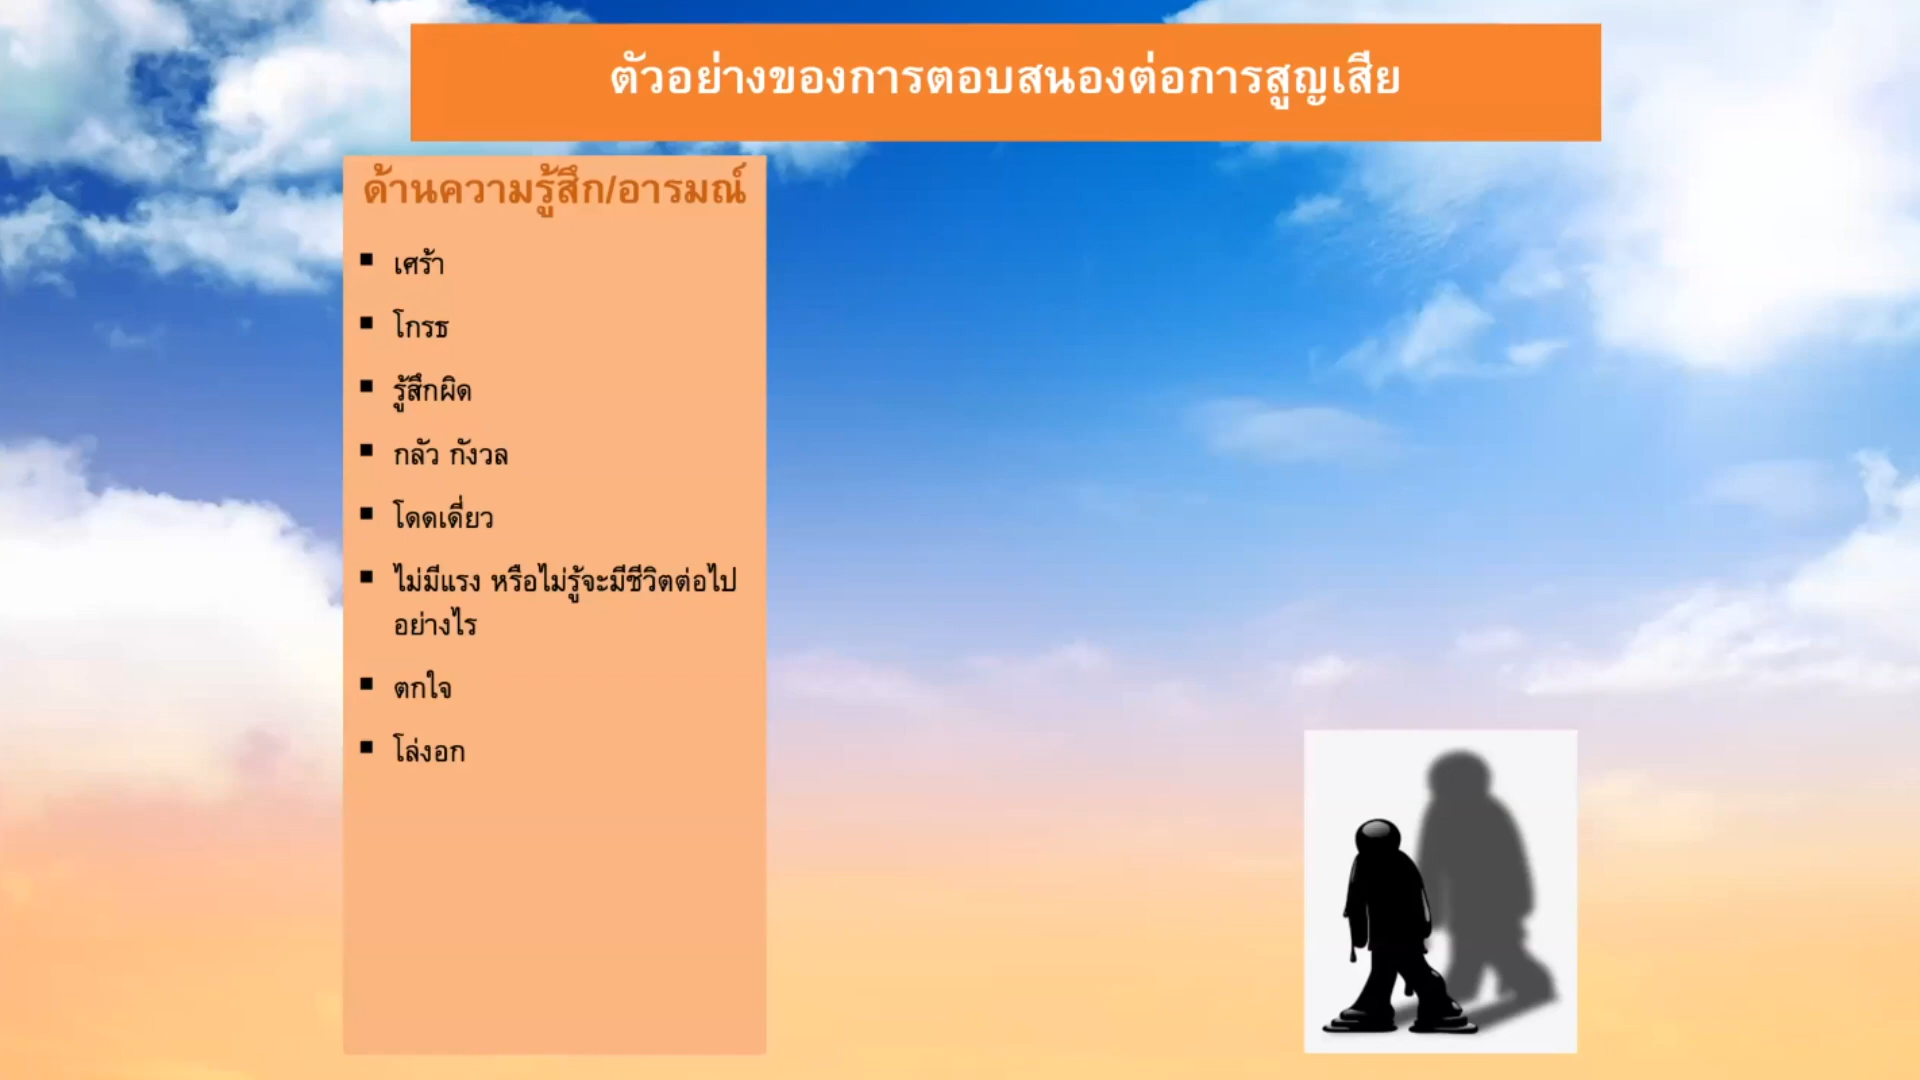 ตัวอย่างของการตอบสนองต่อการสูญเสีย
ด้านความรู้สึก/อารมณ์
▪ เศร้า
▪ โกรธ
▪ รู้สึกผิด
▪ กลัว กังวล
▪ โดดเดี่ยว
▪ ไม่มีแรง หรือไม่รู้จะมีชีวิตต่อไป
อย่างไร
▪ ตกใจ
▪ โล่งอก